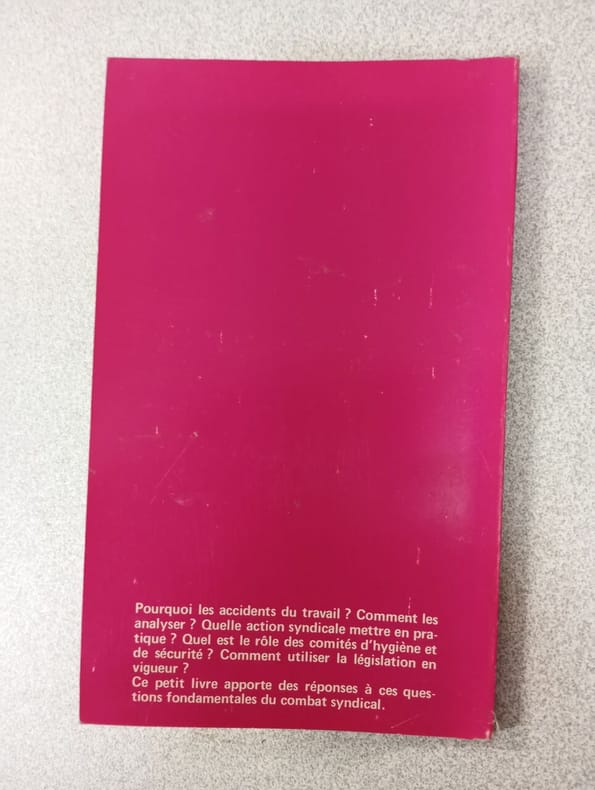 Pourquoi les accidents du travail ? Comment les
analyser ? Quelle action syndicale mettre en pra-
tique ? Quel est le rôle des comités d'hygiène et
de sécurité ? Comment utiliser la législation en
vigueur ?
Ce petit livre apporte des réponses à ces ques-
tions fondamentales du combat syndical.